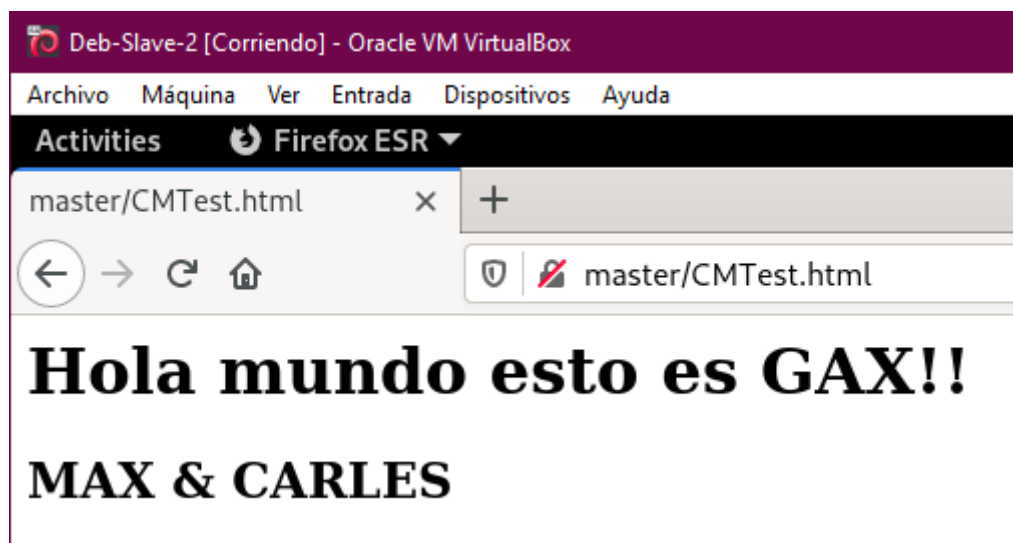 Deb-Slave-2 [Corriendo] - Oracle VM VirtualBox
Archivo Máquina Ver Entrada Dispositivos Ayuda
Activities Firefox ESR
master/CMTest.html
master/CMTest.html
Hola mundo esto es GAX!!
MAX & CARLES